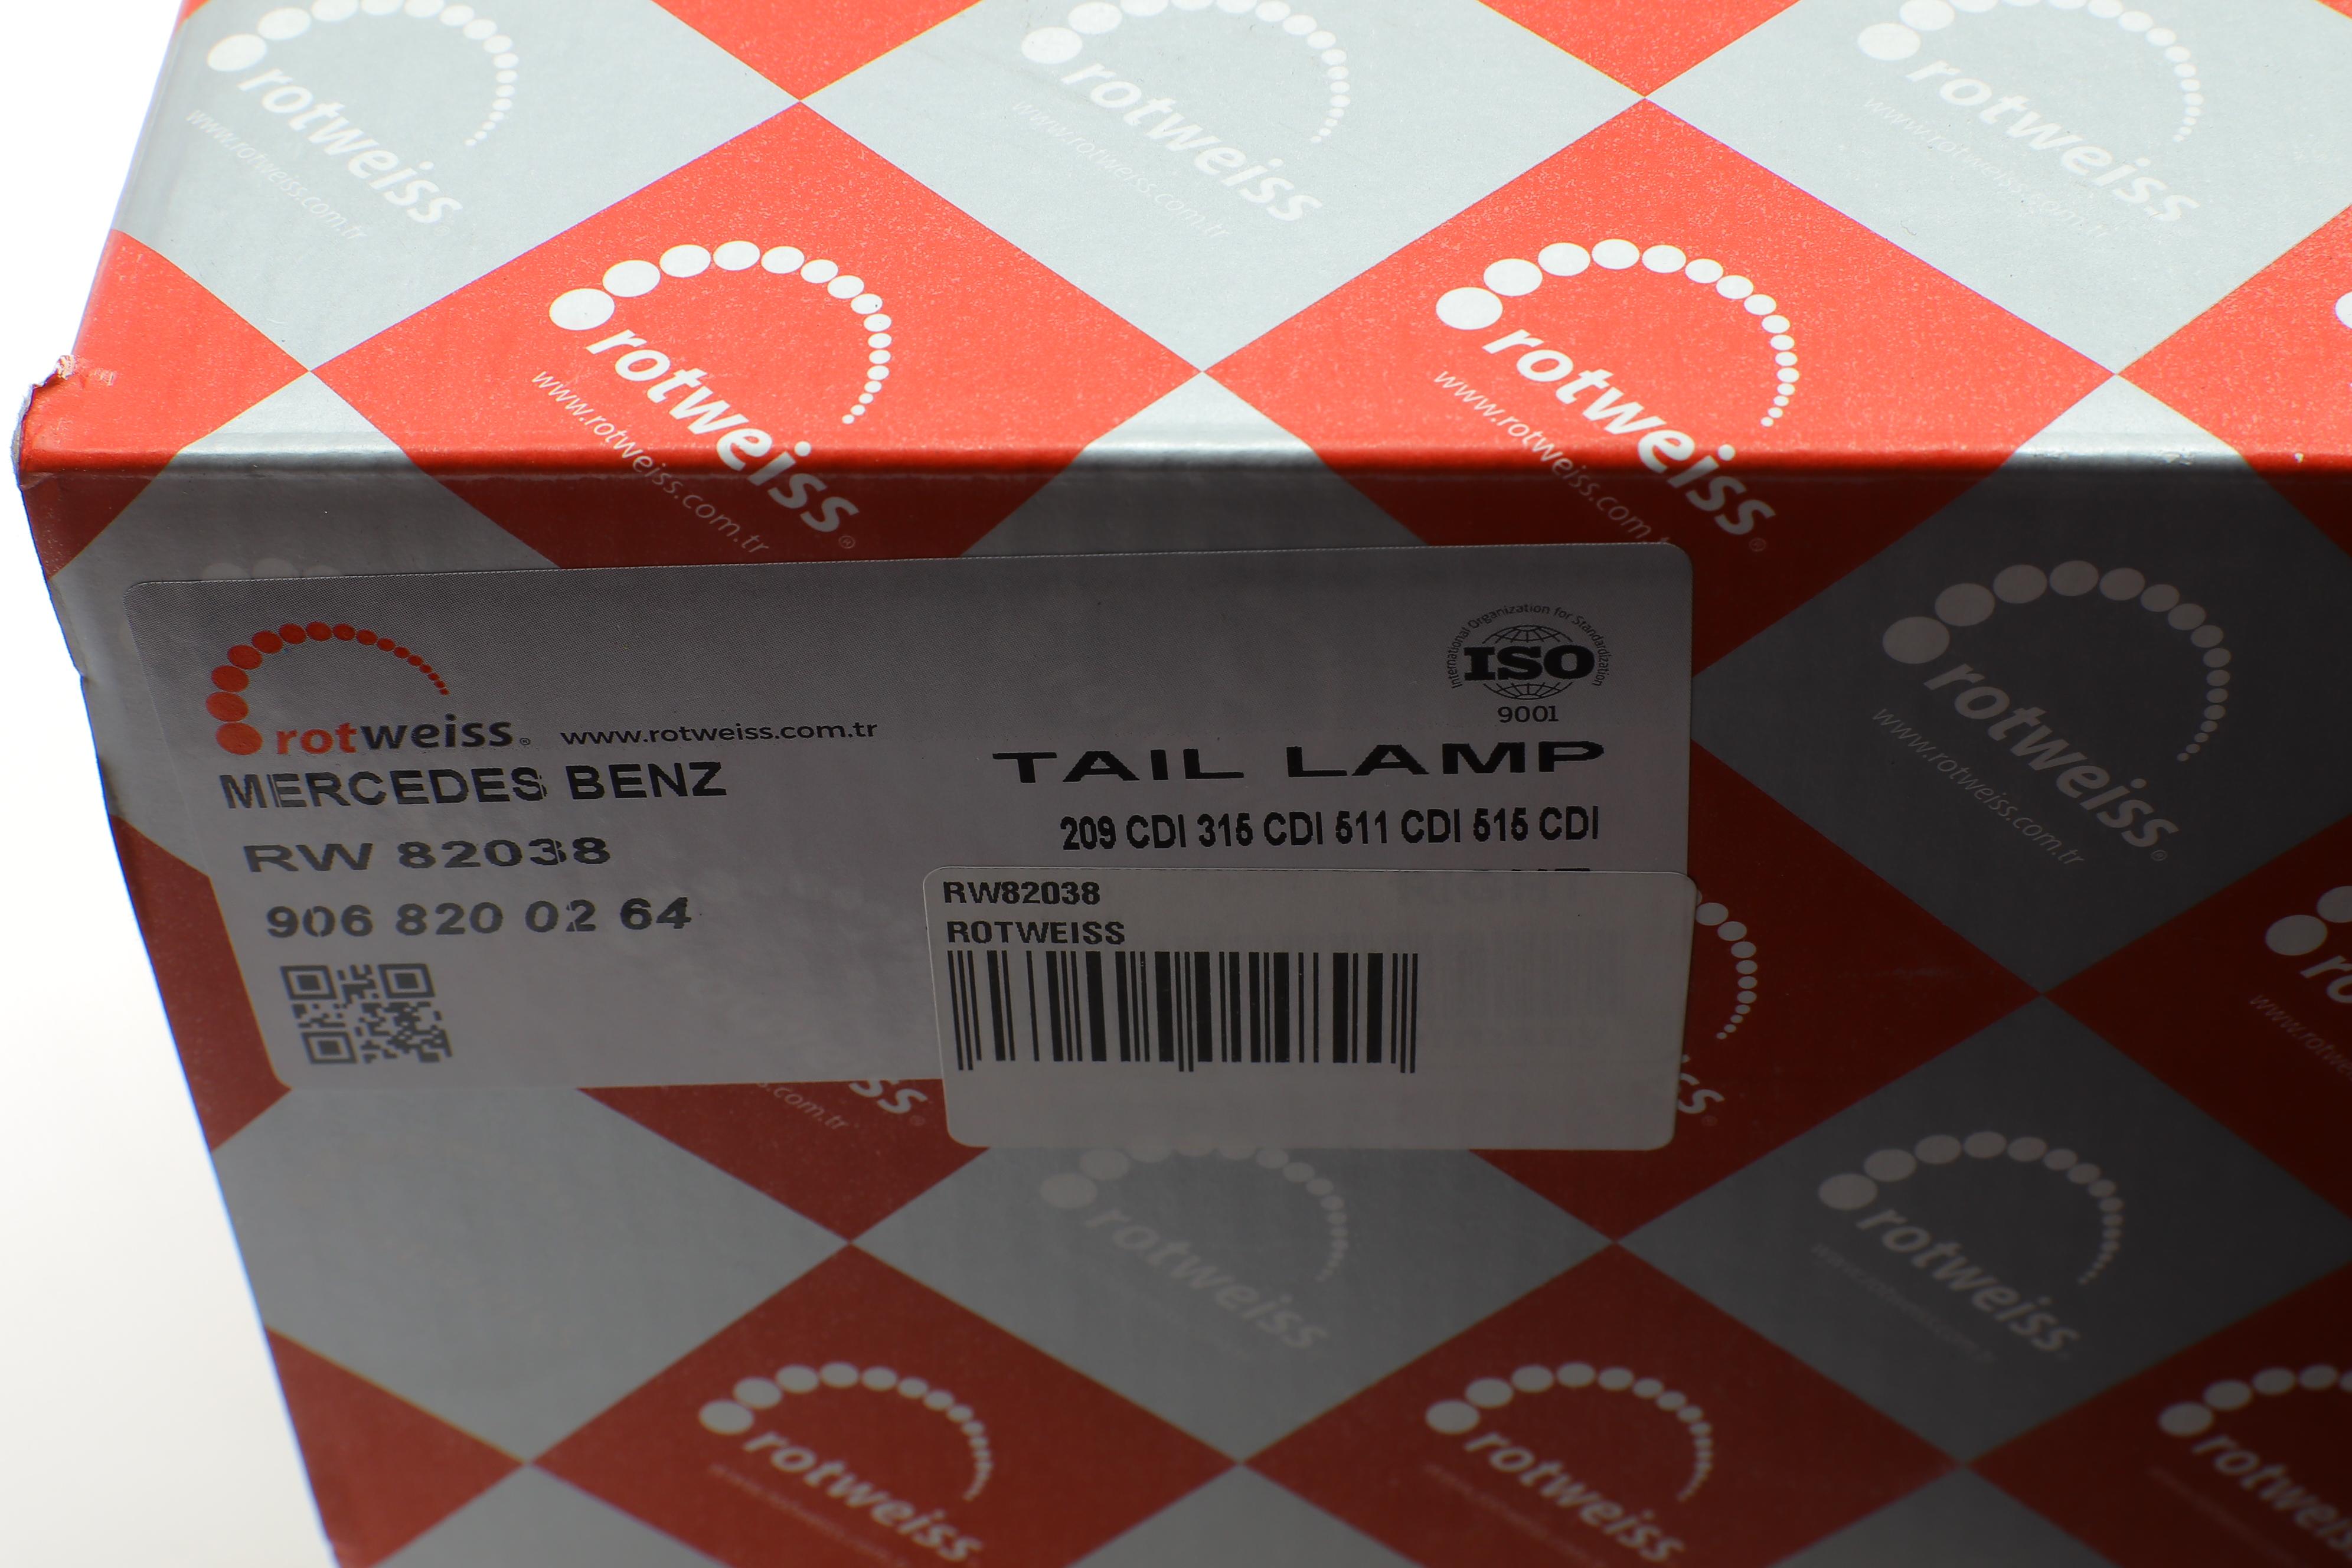 rotweiss
www.rotweiss.com.tr
rotweiss
www.rotweiss.com.tr
rotweiss
www.rotweiss.com.tr
rotweiss®
www.rotweiss.com.tr
rotweiss®
www.rotweiss.com.t
rotweiss®
www.rotweiss.com.tr
International Organization for Standardization
ISO
9001
rotweiss® www.rotweiss.com.tr
TAIL LAMP
MERCEDES BENZ
209 CDI 315 CDI 511 CDI 515 CDI
RW 82038
906 820 02 64
RW82038
ROTWEISS
rotweiss
rotweiss
rotweiss
rotweiss
rotweiss